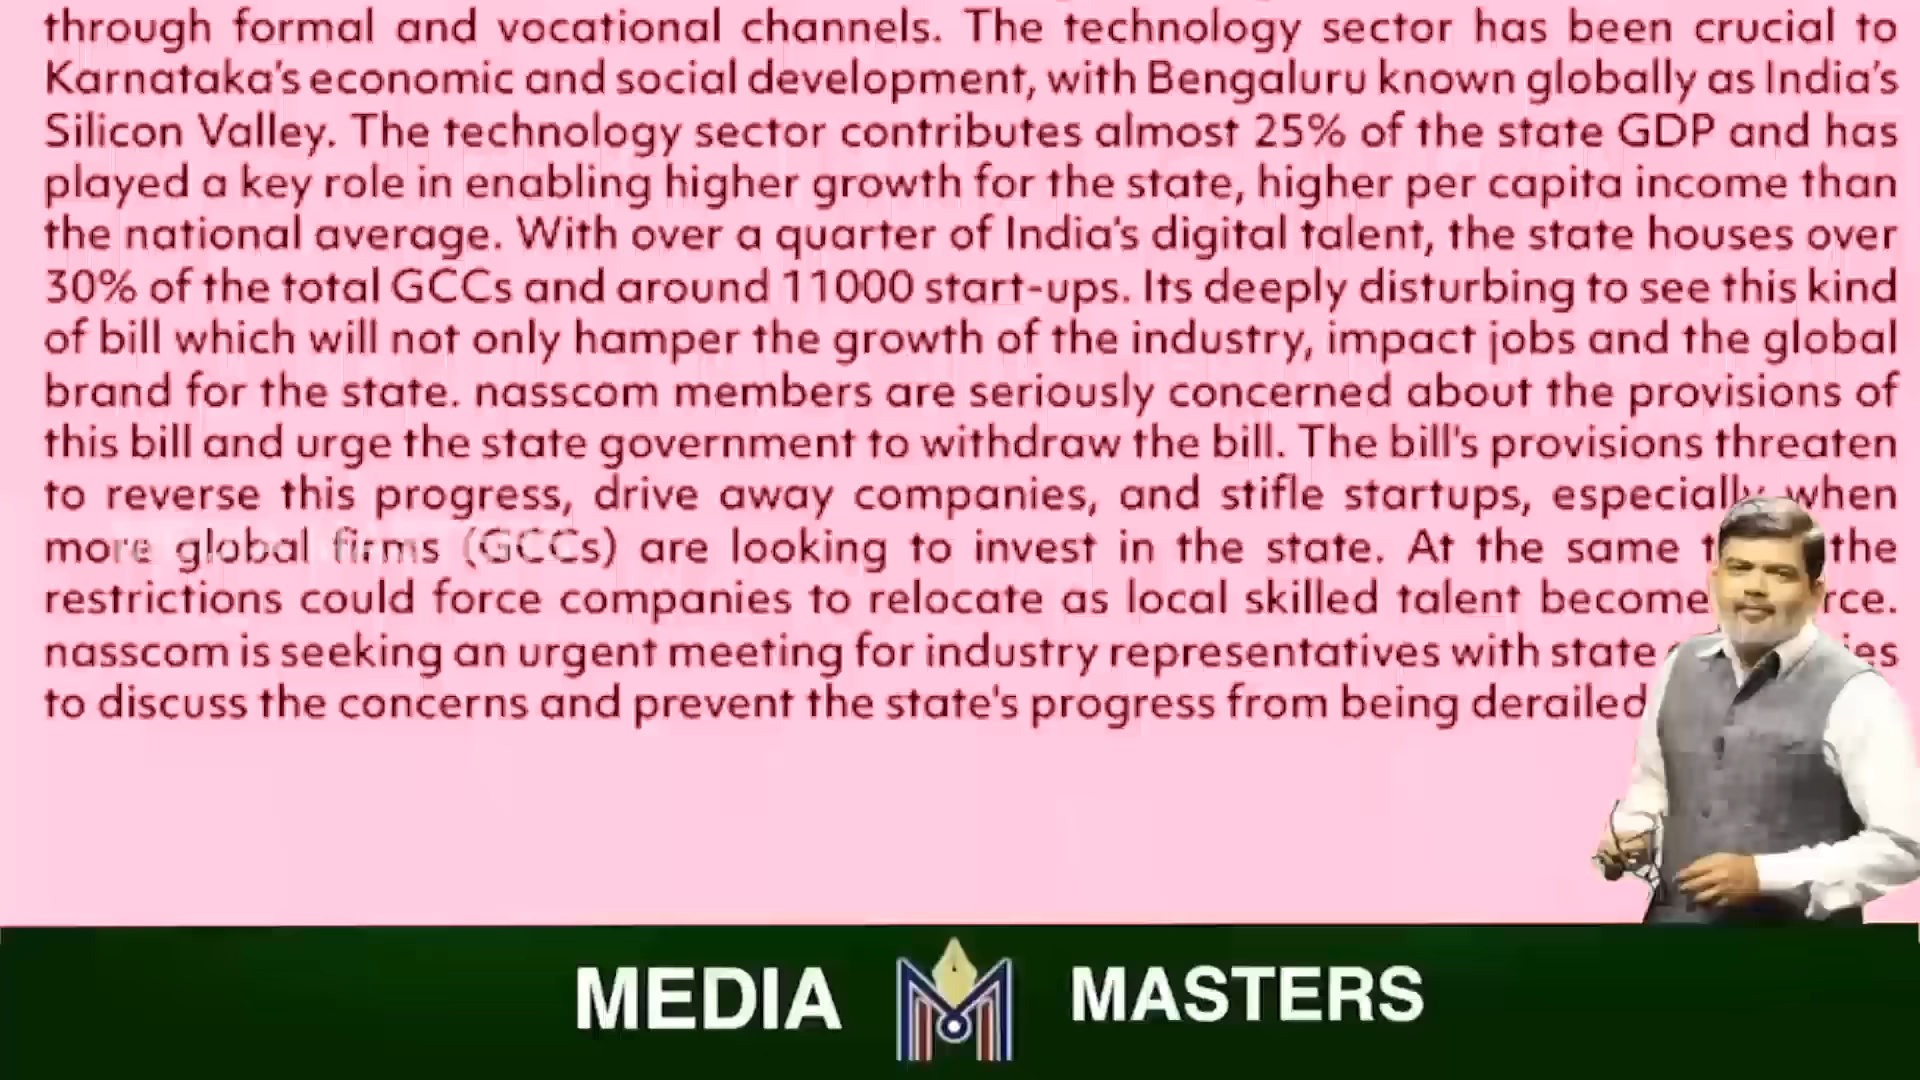 through formal and vocational channels. The technology sector has been crucial to
Karnataka's economic and social development, with Bengaluru known globally as India's
Silicon Valley. The technology sector contributes almost 25% of the state GDP and has
played a key role in enabling higher growth for the state, higher per capita income than
the national average. With over a quarter of India's digital talent, the state houses over
30% of the total GCCs and around 11000 start-ups. Its deeply disturbing to see this kind
of bill which will not only hamper the growth of the industry, impact jobs and the global
brand for the state. nasscom members are seriously concerned about the provisions of
this bill and urge the state government to withdraw the bill. The bill's provisions threaten
to reverse this progress, drive away companies, and stifle startups, especially when
more global firms (GCCs) are looking to invest in the state. At the same the
restrictions could force companies to relocate as local skilled talent become
nasscom is seeking an urgent meeting for industry representatives with state
to discuss the concerns and prevent the state's progress from being derailed
MEDIA MASTERS